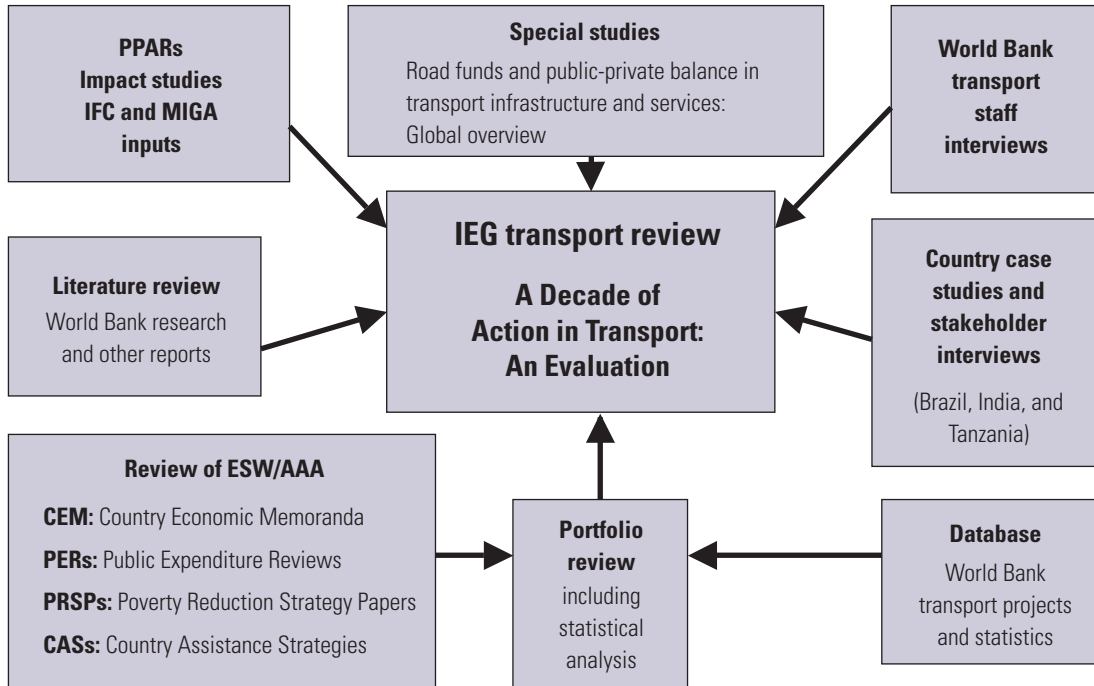 PPARs
Impact studies
IFC and MIGA
inputs
Special studies
Road funds and public-private balance in
transport infrastructure and services:
Global overview
World Bank
transport
staff
interviews
Literature review
World Bank research
and other reports
IEG transport review
A Decade of
Action in Transport:
An Evaluation
Country case
studies and
stakeholder
interviews
(Brazil, India, and
Tanzania)
Review of ESW/AAA
CEM: Country Economic Memoranda
PERs: Public Expenditure Reviews
PRSPs: Poverty Reduction Strategy Papers
CASs: Country Assistance Strategies
Portfolio
review
including
statistical
analysis
Database
World Bank
transport projects
and statistics